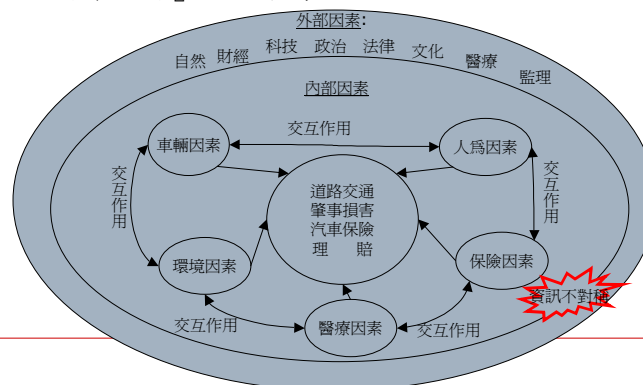 外部因素:
自然 財經 科技 政治 法律 文化 醫療 監理
內部因素
交互作用
車輛因素
人為因素
交互作用
交互作用
道路交通
肇事損害
汽車保險
理 賠
環境因素
保險因素
資訊不對稱
交互作用
醫療因素
交互作用